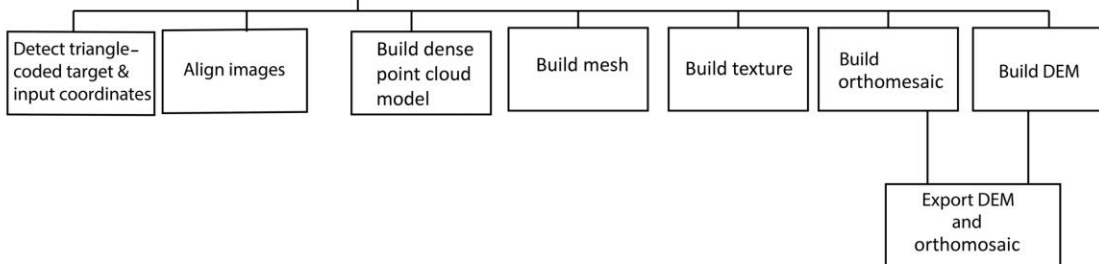 Detect triangle-
coded target &
input coordinates
Align images
Build dense
point cloud
model
Build mesh
Build texture
Build
orthomesaic
Build DEM
Export DEM
and
orthomosaic